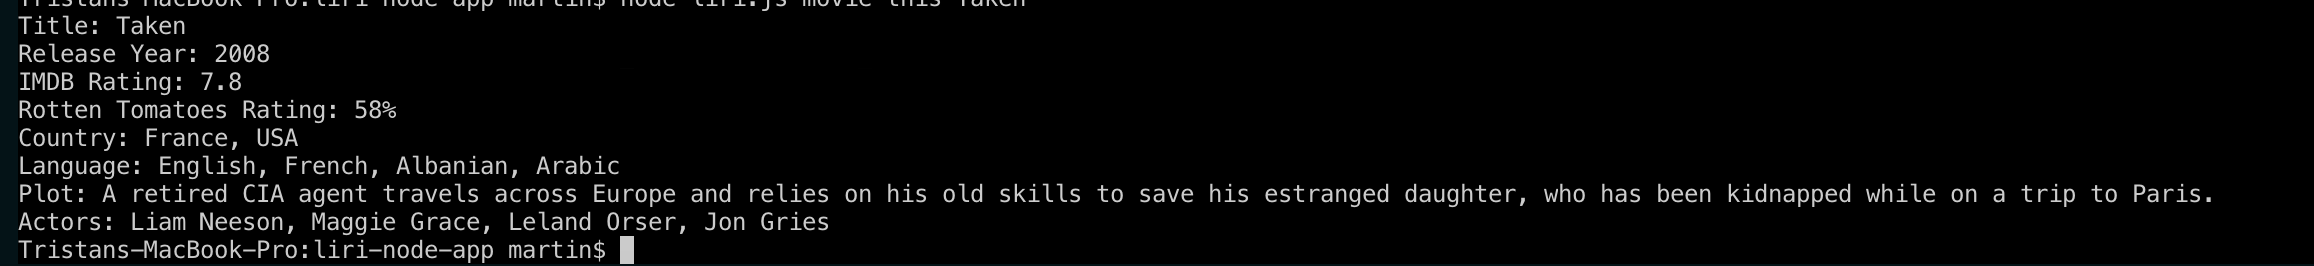 Tristans-MacBook-Pro:liri-node-app martin$ node liri.js movie-this Taken
Title: Taken
Release Year: 2008
IMDB Rating: 7.8
Rotten Tomatoes Rating: 58%
Country: France, USA
Language: English, French, Albanian, Arabic
Plot: A retired CIA agent travels across Europe and relies on his old skills to save his estranged daughter, who has been kidnapped while on a trip to Paris.
Actors: Liam Neeson, Maggie Grace, Leland Orser, Jon Gries
Tristans-MacBook-Pro:liri-node-app martin$